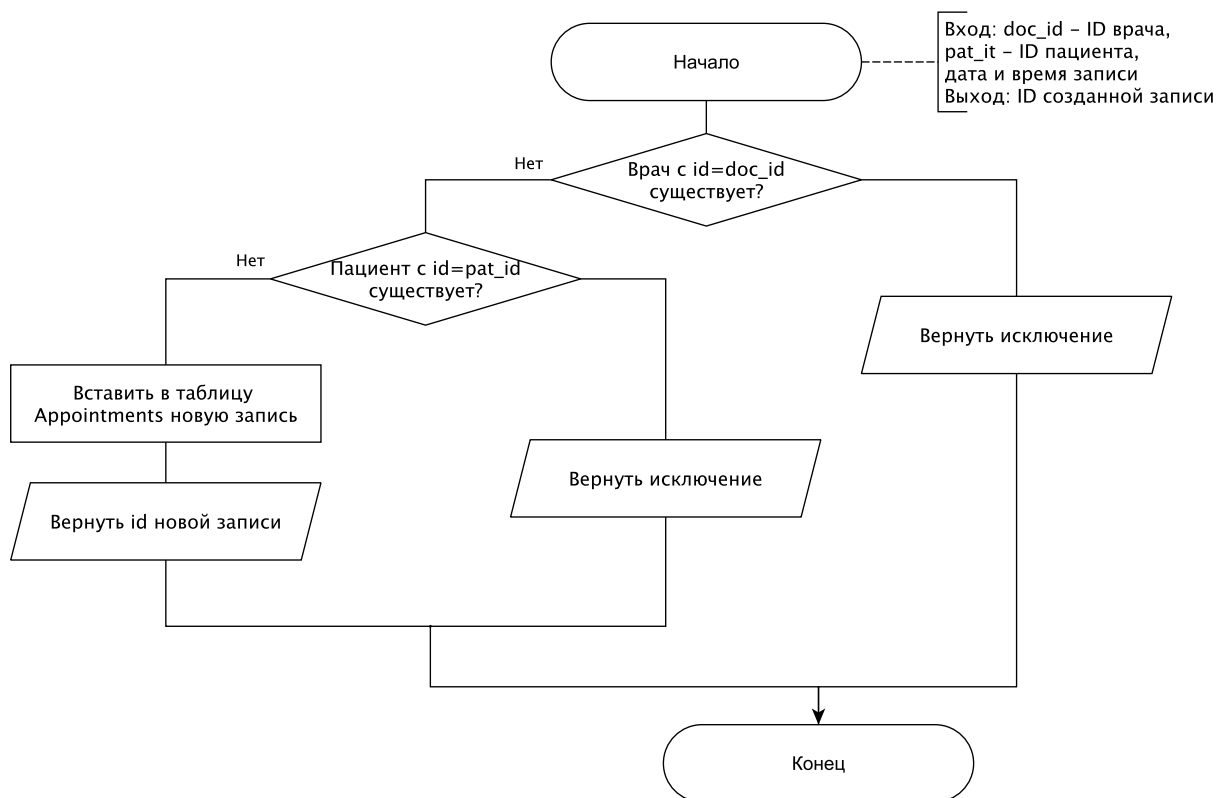 Начало
Вход: doc_id – ID врача,
pat_it – ID пациента,
дата и время записи
Выход: ID созданной записи
Нет
Врач с id=doc_id
существует?
Нет
Пациент с id=pat_id
существует?
Вернуть исключение
Вставить в таблицу
Appointments новую запись
Вернуть исключение
Вернуть id новой записи
Конец